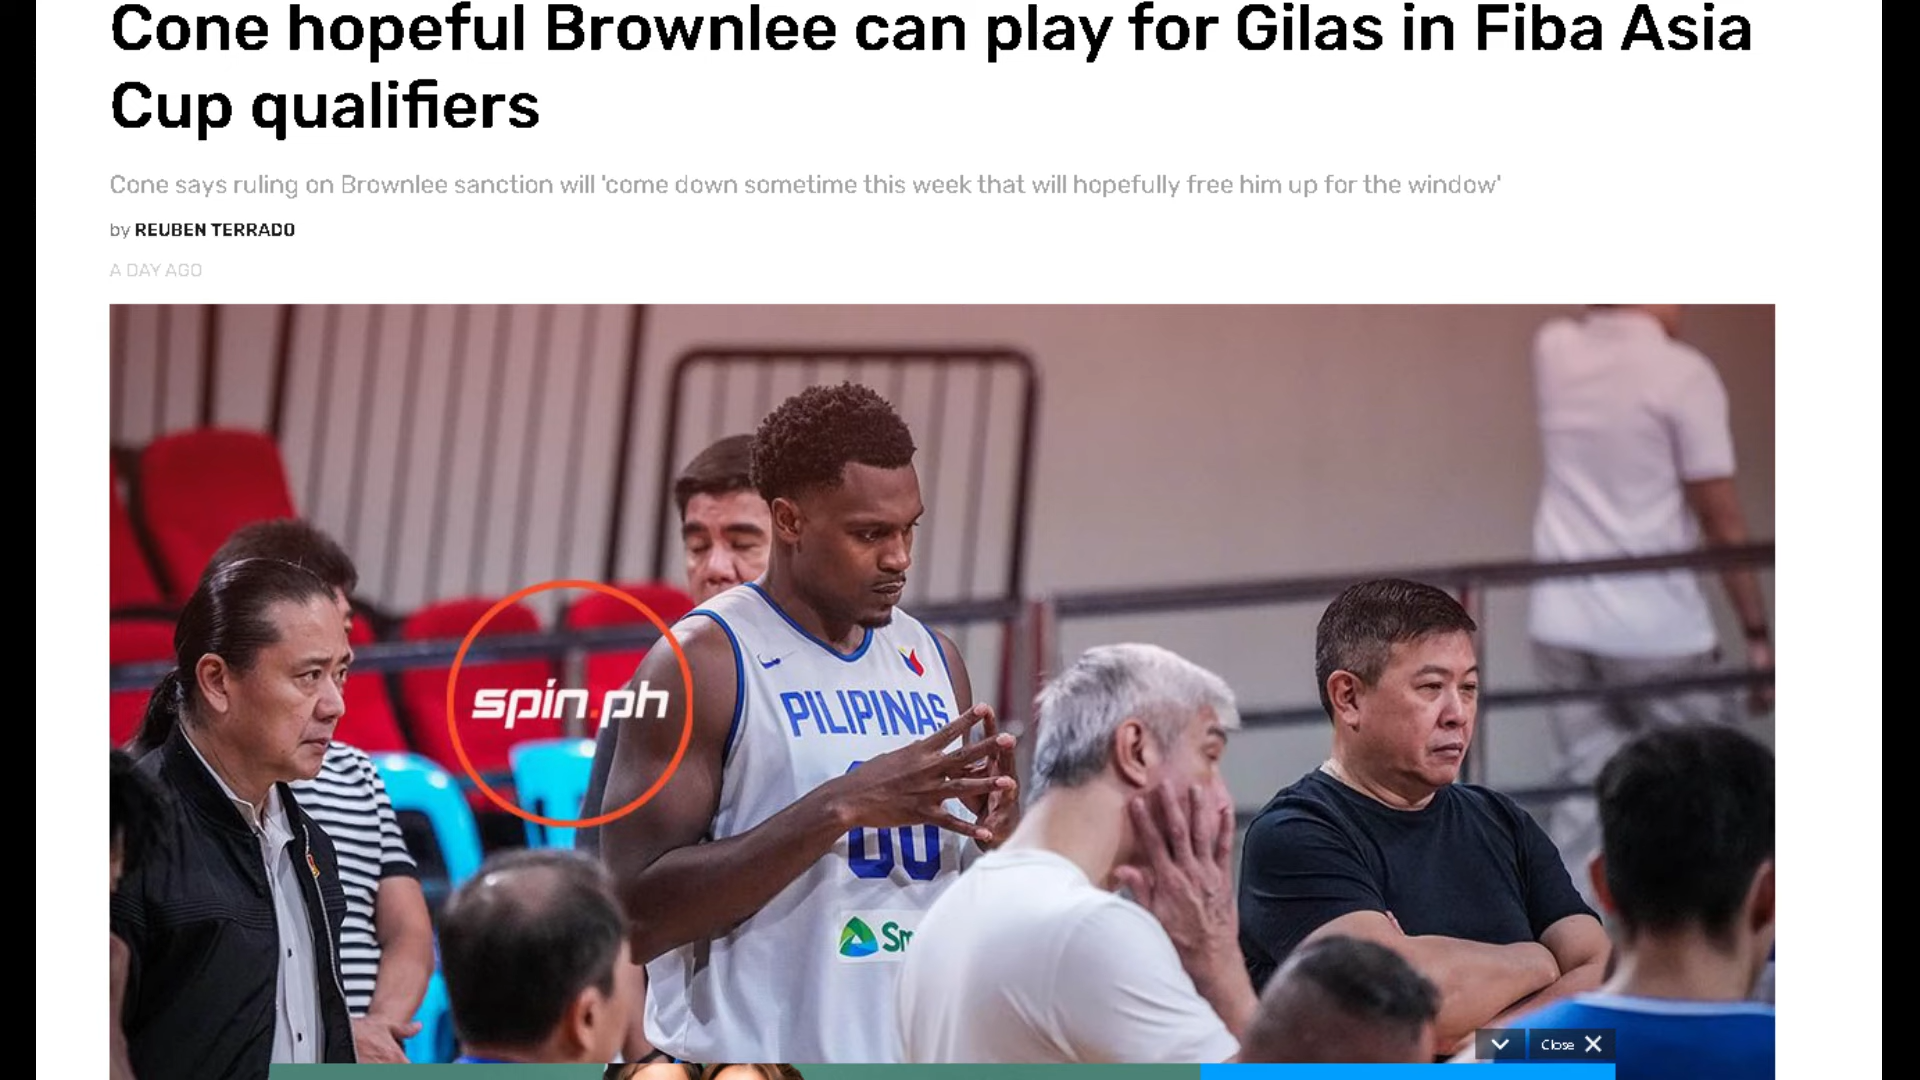 Cone hopeful Brownlee can play for Gilas in Fiba Asia
Cup qualifiers
Cone says ruling on Brownlee sanction will 'come down sometime this week that will hopefully free him up for the window'
by REUBEN TERRADO
A DAY AGO
spin.ph
PILIPINAS
00
Sm
Close